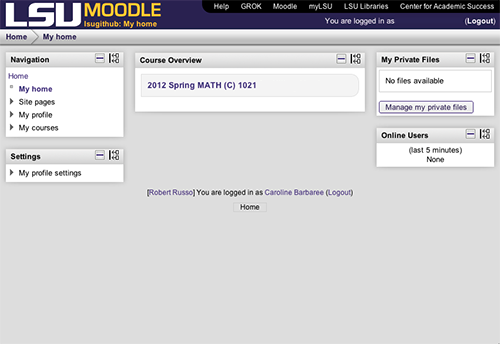 LSU MOODLE
lsugithub: My home
Help GROK Moodle myLSU LSU Libraries Center for Academic Success
You are logged in as (Logout)
Home My home
Navigation
Home
My home
Site pages
My profile
My courses
Settings
My profile settings
Course Overview
2012 Spring MATH (C) 1021
My Private Files
No files available
Manage my private files
Online Users
(last 5 minutes)
None
[Robert Russo] You are logged in as Caroline Barbaree (Logout)
Home